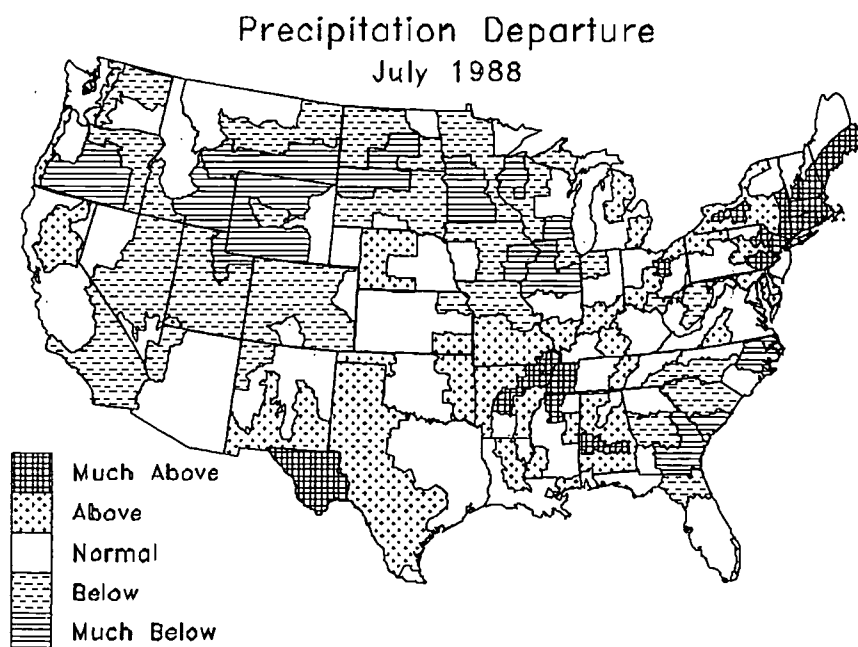 Precipitation Departure
July 1988
Much Above
Above
Normal
Below
Much Below